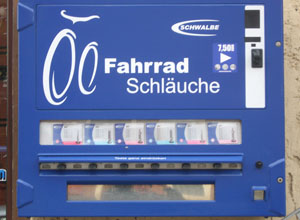 SCHWALBE
7,50€
Fahrrad
Schläuche